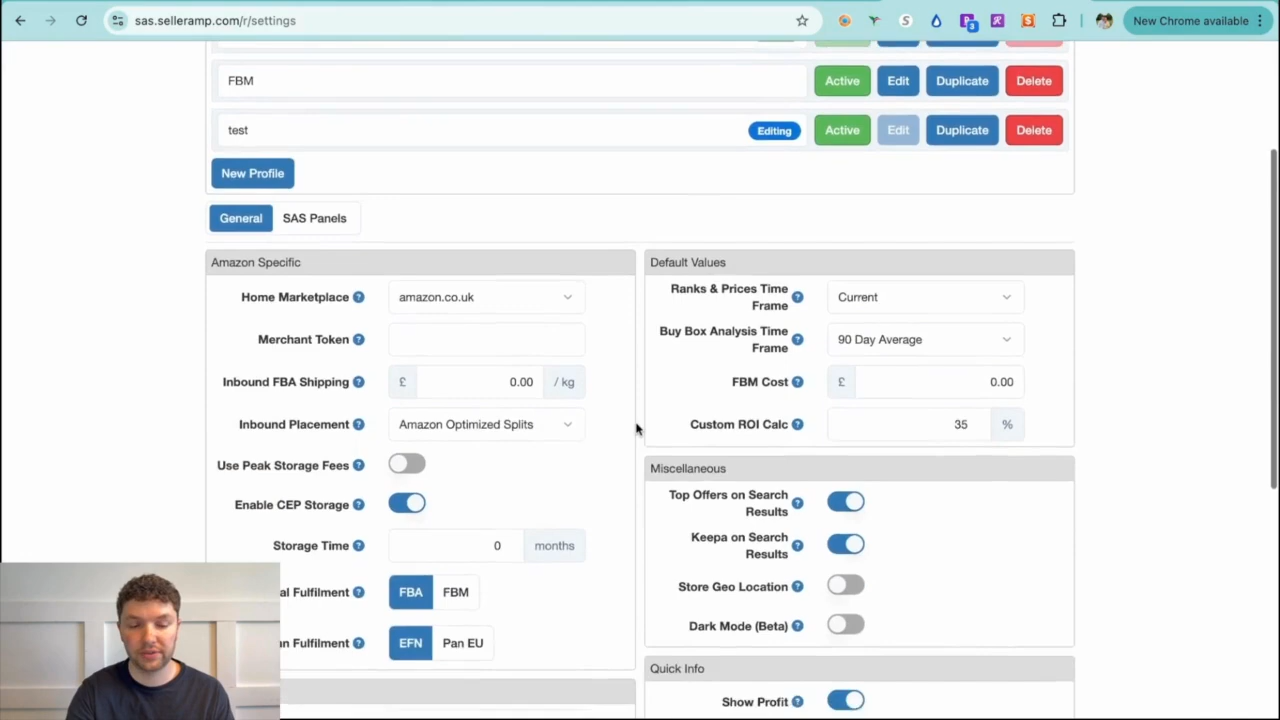 sas.selleramp.com/r/settings
New Chrome available
3
FBM
Active
Edit
Duplicate
Delete
test
Editing
Active
Edit
Duplicate
Delete
New Profile
General
SAS Panels
Amazon Specific
Home Marketplace ?
amazon.co.uk
Merchant Token ?
Inbound FBA Shipping ?
£
0.00
/ kg
Inbound Placement ?
Amazon Optimized Splits
Use Peak Storage Fees ?
Enable CEP Storage ?
Storage Time ?
0
months
al Fulfilment ?
FBA
FBM
n Fulfilment ?
EFN
Pan EU
Default Values
Ranks & Prices Time
Frame ?
Current
Buy Box Analysis Time
Frame ?
90 Day Average
FBM Cost ?
£
0.00
Custom ROI Calc ?
35
%
Miscellaneous
Top Offers on Search
Results ?
Keepa on Search
Results ?
Store Geo Location ?
Dark Mode (Beta) ?
Quick Info
Show Profit ?